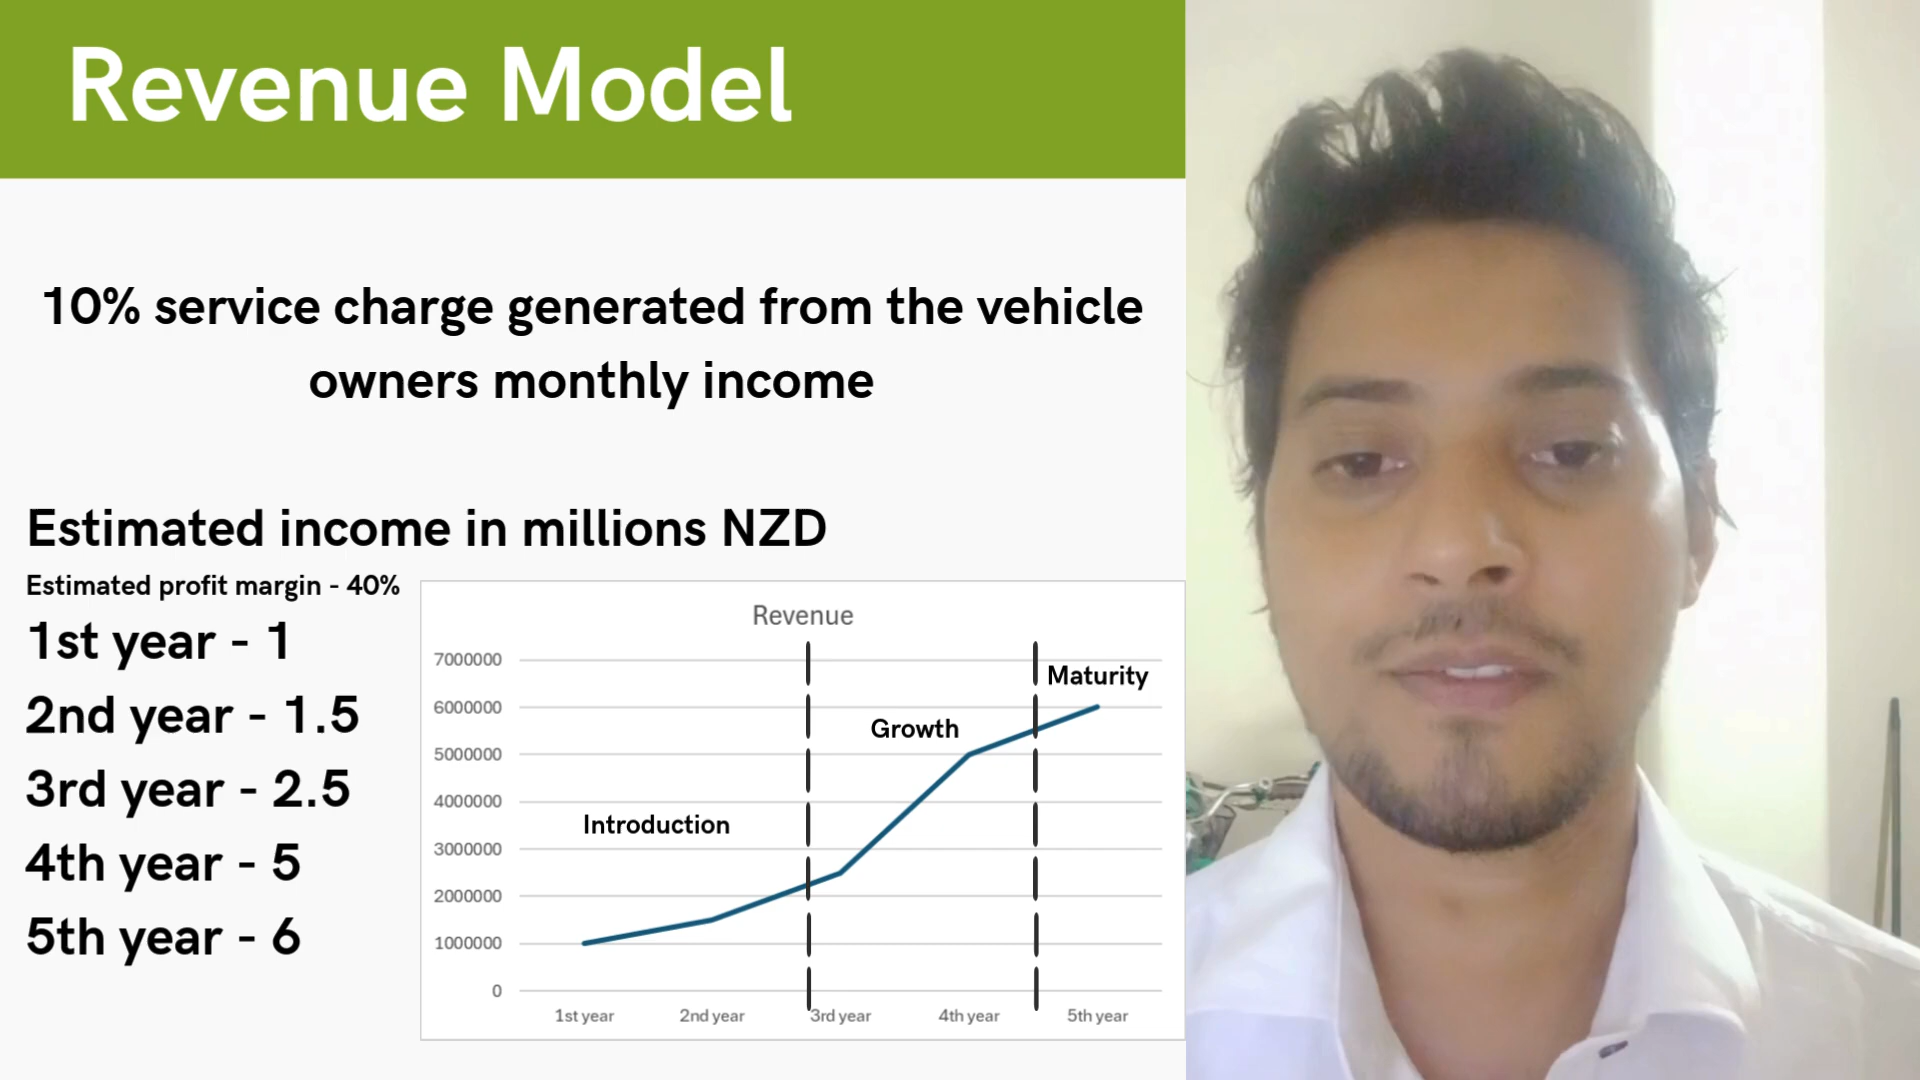 Revenue Model
10% service charge generated from the vehicle
owners monthly income
Estimated income in millions NZD
Estimated profit margin - 40%
1st year - 1
2nd year - 1.5
3rd year - 2.5
4th year - 5
5th year - 6
Revenue
7000000
6000000
5000000
4000000
3000000
2000000
1000000
0
Introduction
Growth
Maturity
1st year
2nd year
3rd year
4th year
5th year